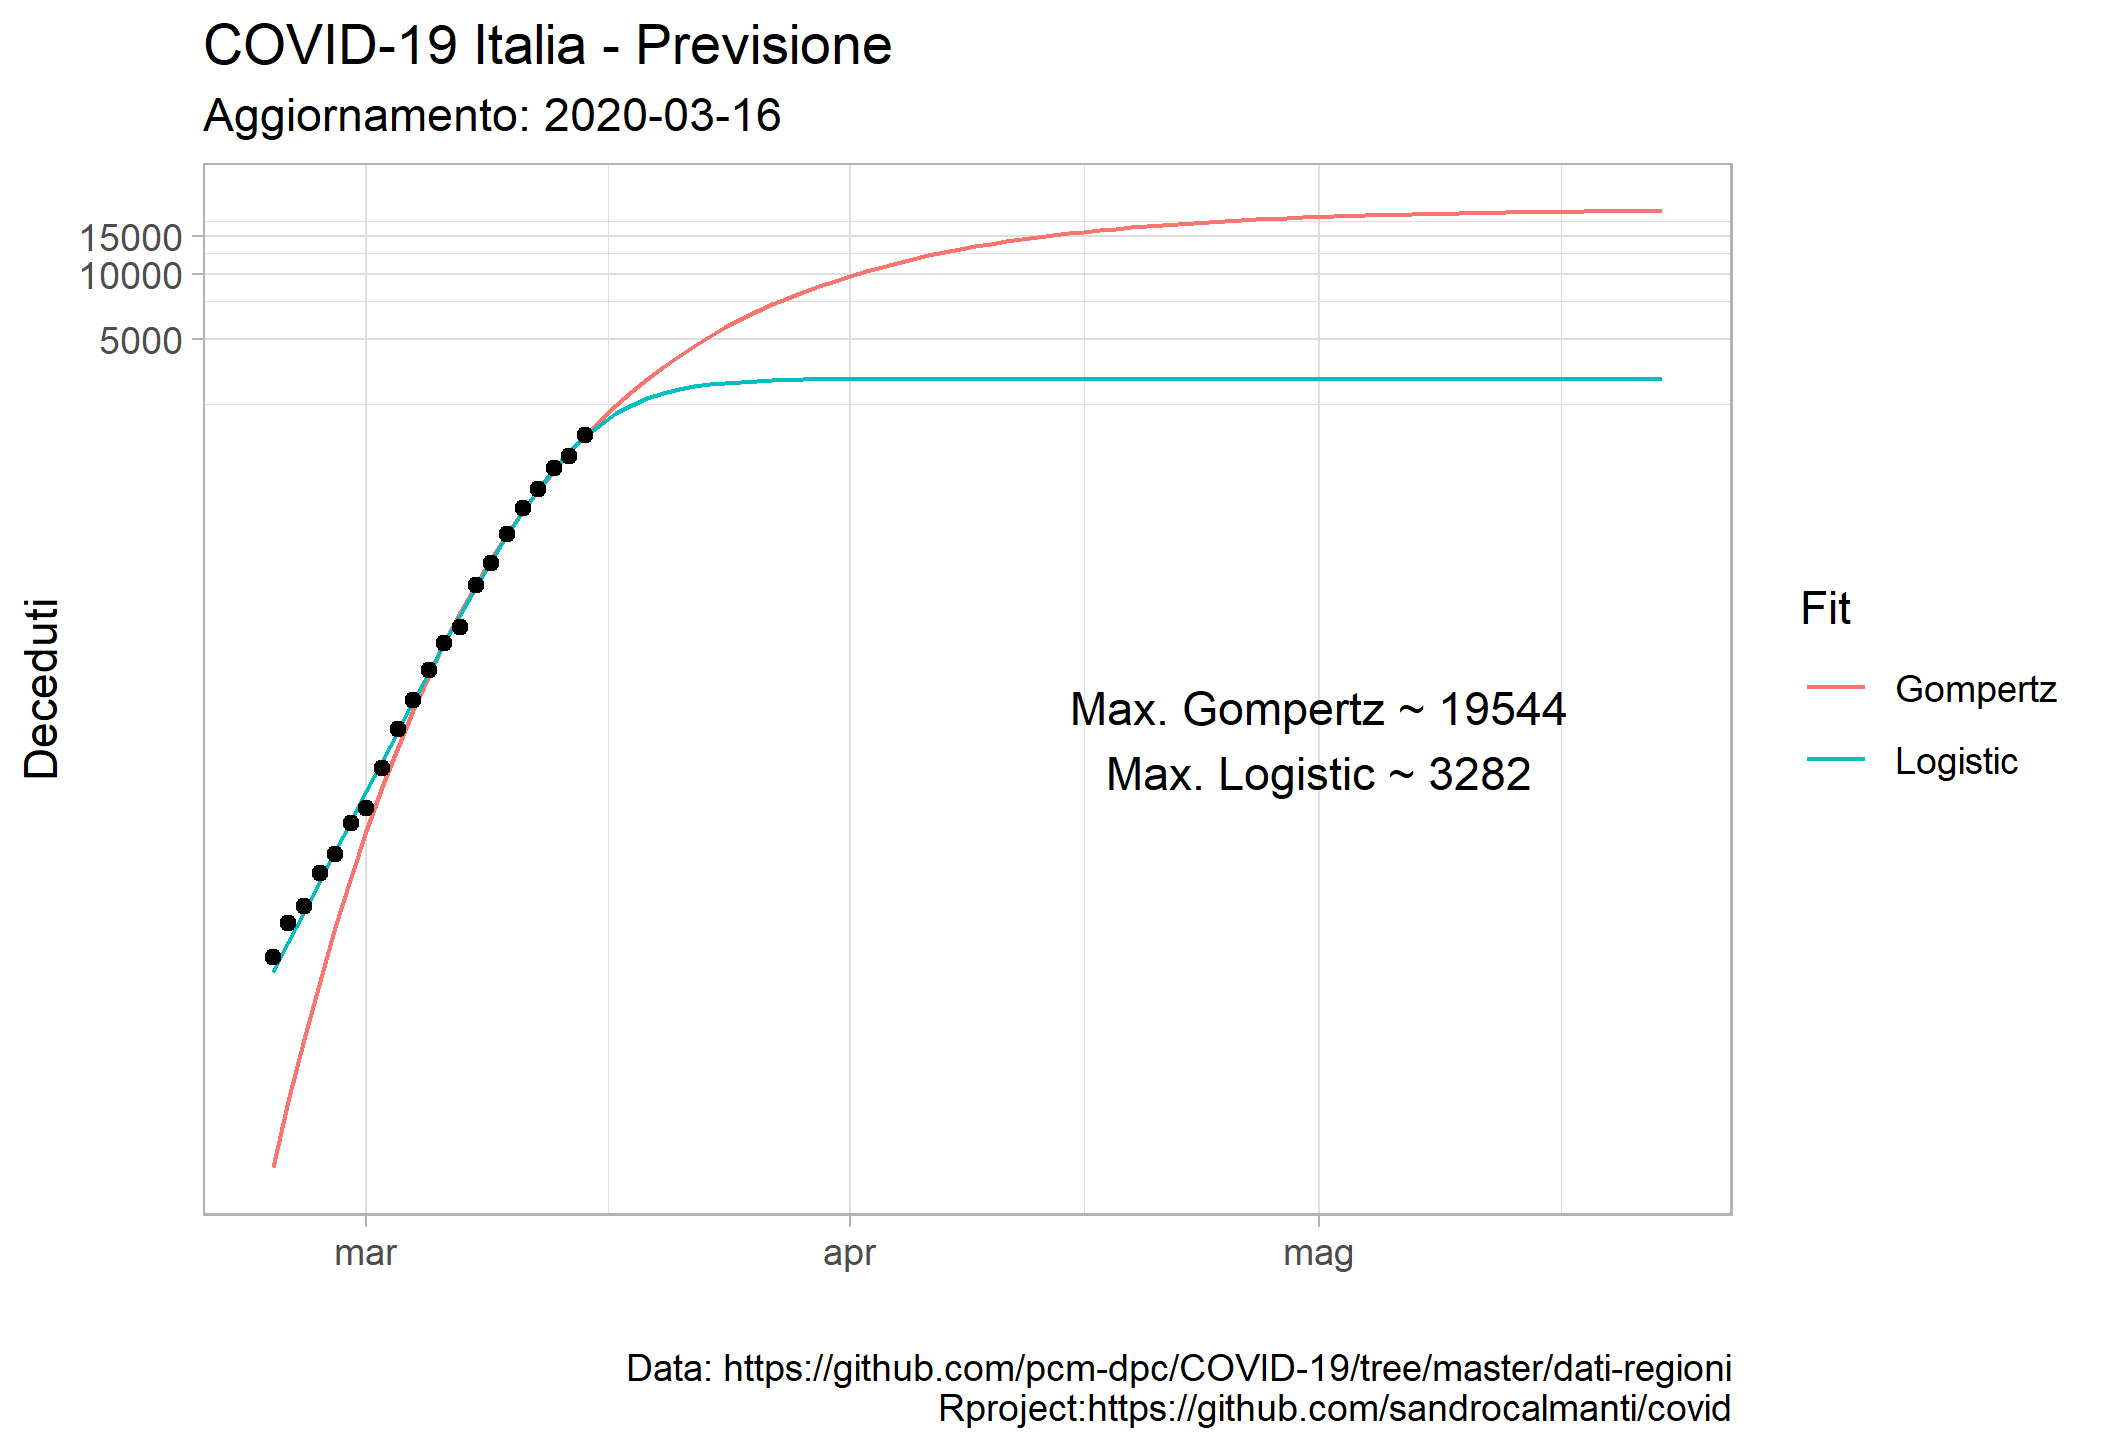 COVID-19 Italia - Previsione
Aggiornamento: 2020-03-16
15000
10000
5000
Deceduti
Max. Gompertz ~ 19544
Max. Logistic ~ 3282
Fit
Gompertz
Logistic
mar apr mag
Data: https://github.com/pcm-dpc/COVID-19/tree/master/dati-regioni
Rproject:https://github.com/sandrocalmanti/covid